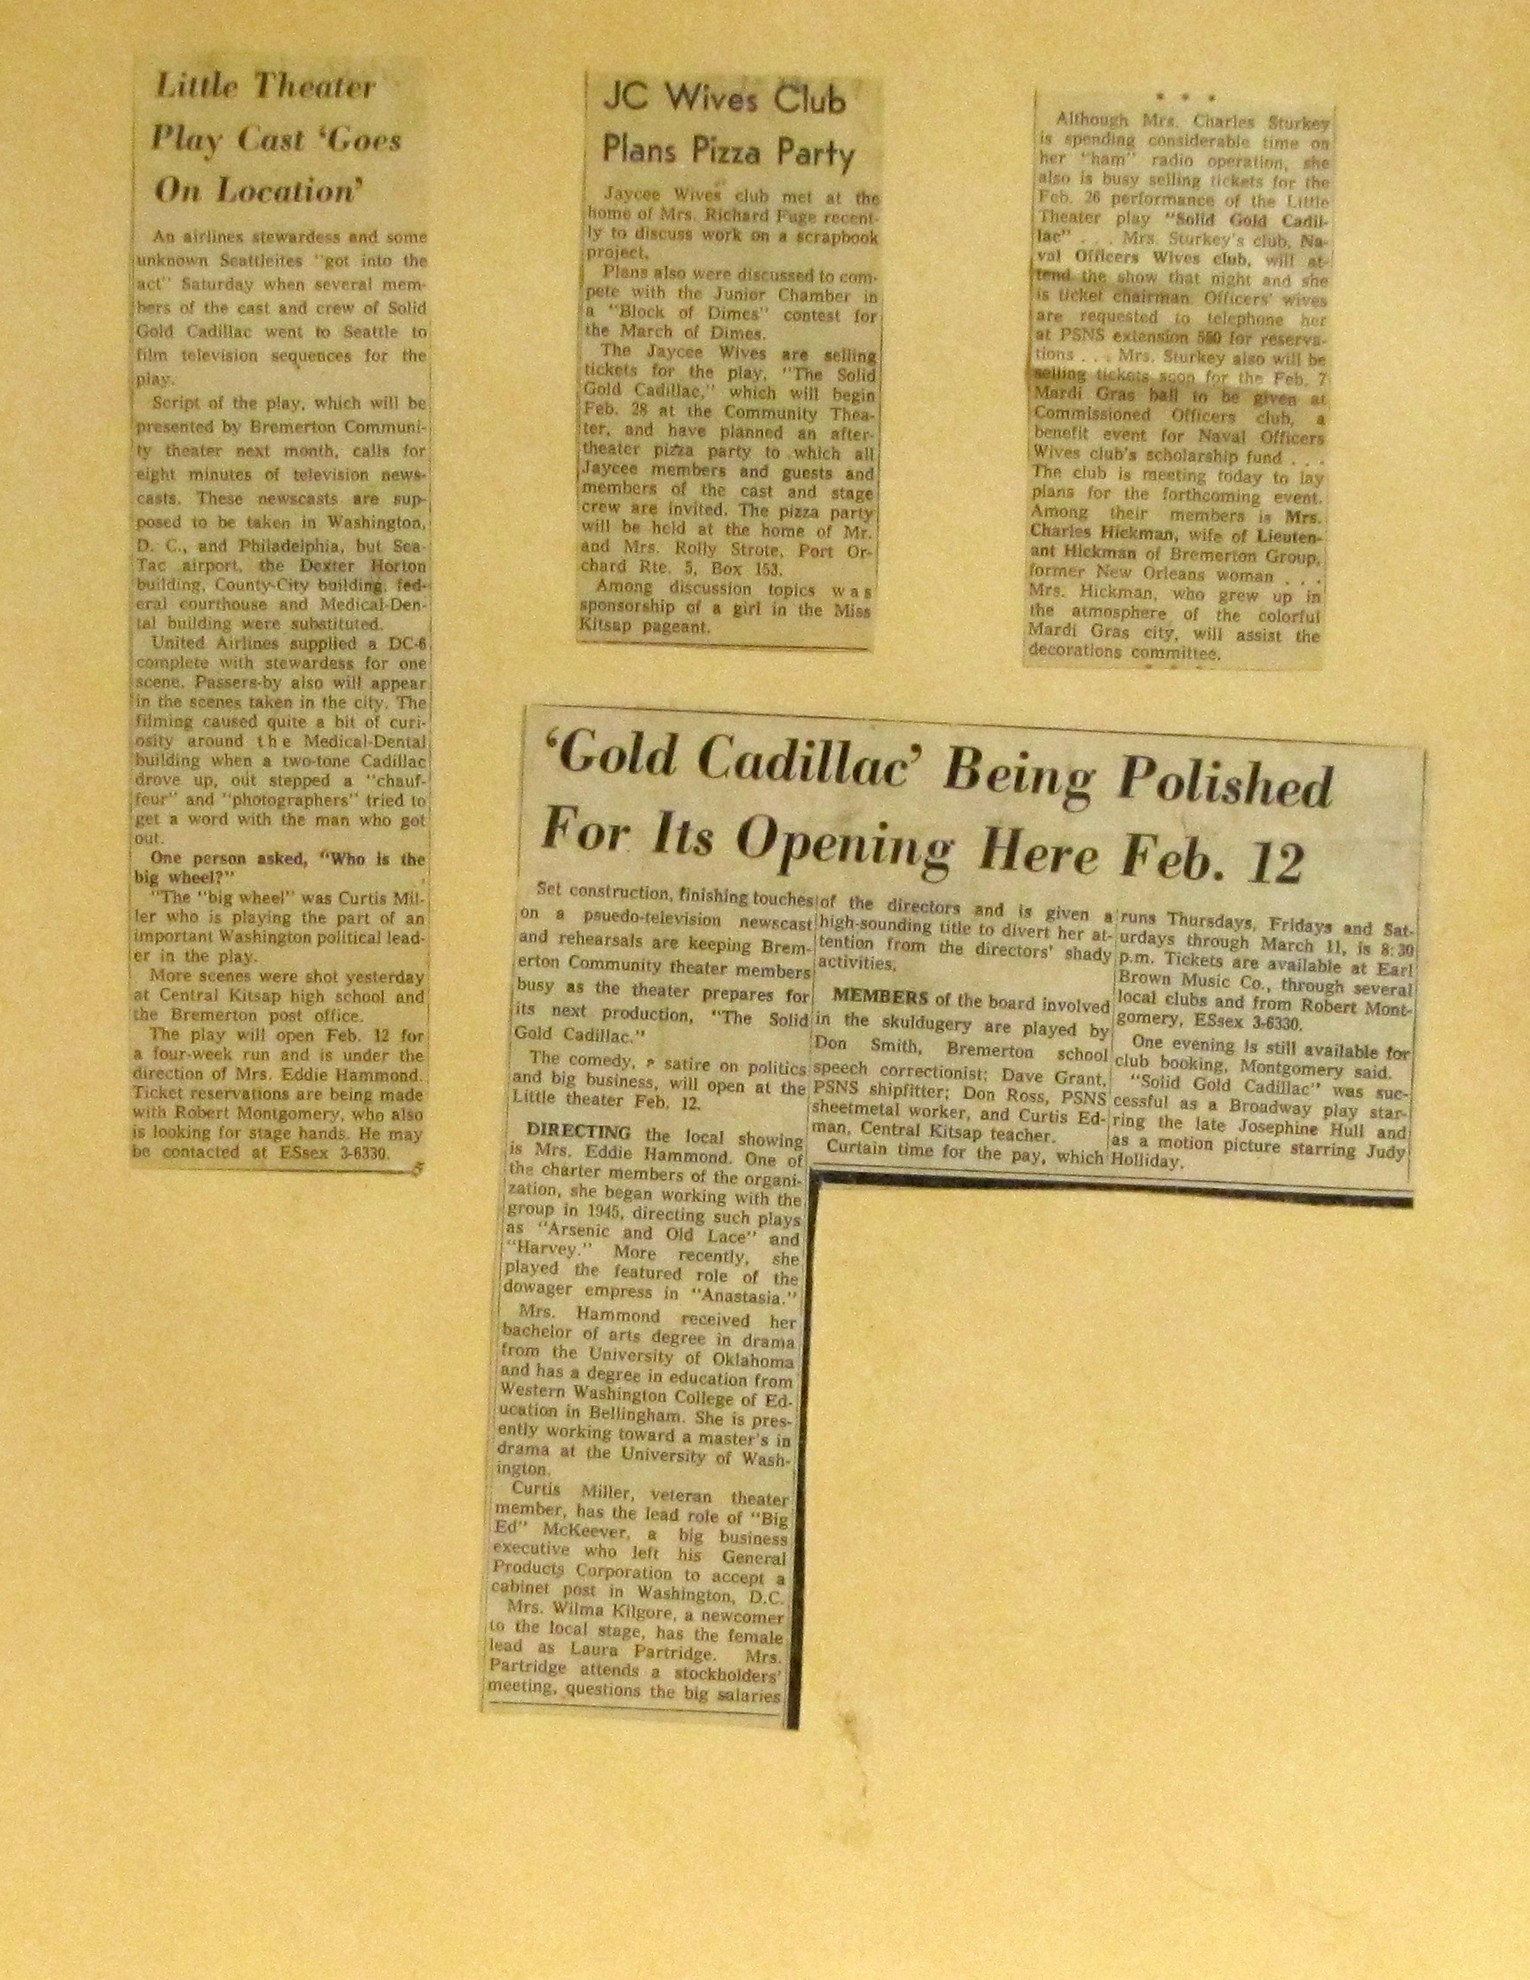 Little Theater
Play Cast 'Goes
On Location'
An airlines stewardess and some
unknown Seattleites "got into the
act" Saturday when several mem-
bers of the cast and crew of Solid
Gold Cadillac went to Seattle to
film television sequences for the
play.
Script of the play, which will be
presented by Bremerton Communi-
ty theater next month, calls for
eight minutes of television news-
casts. These newscasts are sup-
posed to be taken in Washington,
D. C., and Philadelphia, but Sea-
Tac airport, the Dexter Horton
building, County-City building, fed-
eral courthouse and Medical-Den-
tal building were substituted.
United Airlines supplied a DC-6
complete with stewardess for one
scene. Passers-by also will appear
in the scenes taken in the city. The
filming caused quite a bit of curi-
osity around the Medical-Dental
building when a two-tone Cadillac
drove up, out stepped a "chauf-
feur" and "photographers" tried to
get a word with the man who got
out.
One person asked, "Who is the
big wheel?"
"The "big wheel" was Curtis Mil-
ler who is playing the part of an
important Washington political lead-
er in the play.
More scenes were shot yesterday
at Central Kitsap high school and
the Bremerton post office.
The play will open Feb. 12 for
a four-week run and is under the
direction of Mrs. Eddie Hammond.
Ticket reservations are being made
with Robert Montgomery, who also
is looking for stage hands. He may
be contacted at ESsex 3-6330.
JC Wives Club
Plans Pizza Party
Jaycee Wives club met at the
home of Mrs. Richard Fuge recent-
ly to discuss work on a scrapbook
project.
Plans also were discussed to com-
pete with the Junior Chamber in
a "Block of Dimes" contest for
the March of Dimes.
The Jaycee Wives are selling
tickets for the play, "The Solid
Gold Cadillac," which will begin
Feb. 28 at the Community Thea-
ter, and have planned an after-
theater pizza party to which all
Jaycee members and guests and
members of the cast and stage
crew are invited. The pizza party
will be held at the home of Mr.
and Mrs. Rolly Strote, Port Or-
chard Rte. 5, Box 153.
Among discussion topics was
sponsorship of a girl in the Miss
Kitsap pageant.
* * *
Although Mrs. Charles Sturkey
is spending considerable time on
her "ham" radio operation, she
also is busy selling tickets for the
Feb. 26 performance of the Little
Theater play "Solid Gold Cadil-
lac" . . . Mrs. Sturkey's club, Na-
val Officers Wives club, will at-
tend the show that night and she
is ticket chairman. Officers' wives
are requested to telephone her
at PSNS extension 550 for reserva-
tions . . . Mrs. Sturkey also will be
selling tickets soon for the Feb. 7
Mardi Gras ball to be given at
Commissioned Officers club, a
benefit event for Naval Officers
Wives club's scholarship fund . . .
The club is meeting today to lay
plans for the forthcoming event.
Among their members is Mrs.
Charles Hickman, wife of Lieuten-
ant Hickman of Bremerton Group,
former New Orleans woman . . .
Mrs. Hickman, who grew up in
the atmosphere of the colorful
Mardi Gras city, will assist the
decorations committee.
'Gold Cadillac' Being Polished
For Its Opening Here Feb. 12
Set construction, finishing touches
on a psuedo-television newscast
and rehearsals are keeping Brem-
erton Community theater members
busy as the theater prepares for
its next production, "The Solid
Gold Cadillac."
The comedy, a satire on politics
and big business, will open at the
Little theater Feb. 12.
DIRECTING the local showing
is Mrs. Eddie Hammond. One of
the charter members of the organi-
zation, she began working with the
group in 1945, directing such plays
as "Arsenic and Old Lace" and
"Harvey." More recently, she
played the featured role of the
dowager empress in "Anastasia."
Mrs. Hammond received her
bachelor of arts degree in drama
from the University of Oklahoma
and has a degree in education from
Western Washington College of Ed-
ucation in Bellingham. She is pres-
ently working toward a master's in
drama at the University of Wash-
ington.
Curtis Miller, veteran theater
member, has the lead role of "Big
Ed" McKeever, a big business
executive who left his General
Products Corporation to accept a
cabinet post in Washington, D.C.
Mrs. Wilma Kilgore, a newcomer
to the local stage, has the female
lead as Laura Partridge. Mrs.
Partridge attends a stockholders'
meeting, questions the big salaries
of the directors and is given a
high-sounding title to divert her at-
tention from the directors' shady
activities.
MEMBERS of the board involved
in the skuldugery are played by
Don Smith, Bremerton school
speech correctionist; Dave Grant,
PSNS shipfitter; Don Ross, PSNS
sheetmetal worker, and Curtis Ed-
man, Central Kitsap teacher.
Curtain time for the pay, which
runs Thursdays, Fridays and Sat-
urdays through March 11, is 8:30
p.m. Tickets are available at Earl
Brown Music Co., through several
local clubs and from Robert Mont-
gomery, ESsex 3-6330.
One evening is still available for
club booking, Montgomery said.
"Solid Gold Cadillac" was suc-
cessful as a Broadway play star-
ring the late Josephine Hull and
as a motion picture starring Judy
Holliday.